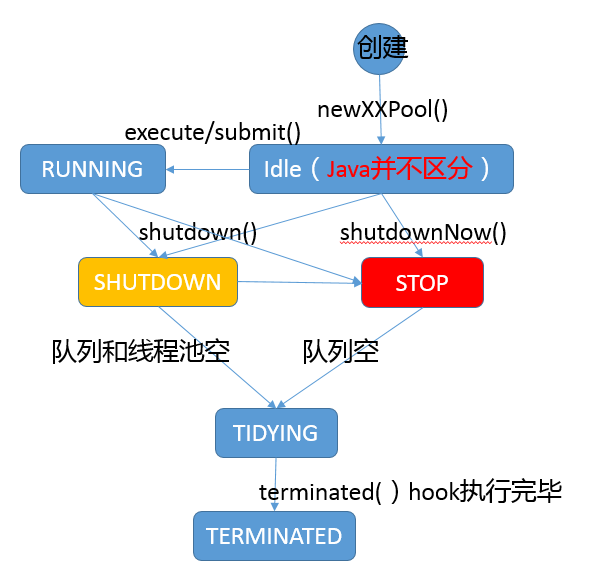 创建
newXXPool()
execute/submit()
RUNNING
Idle（Java并不区分）
shutdown()
shutdownNow()
SHUTDOWN
STOP
队列和线程池空
队列空
TIDYING
terminated( ) hook执行完毕
TERMINATED